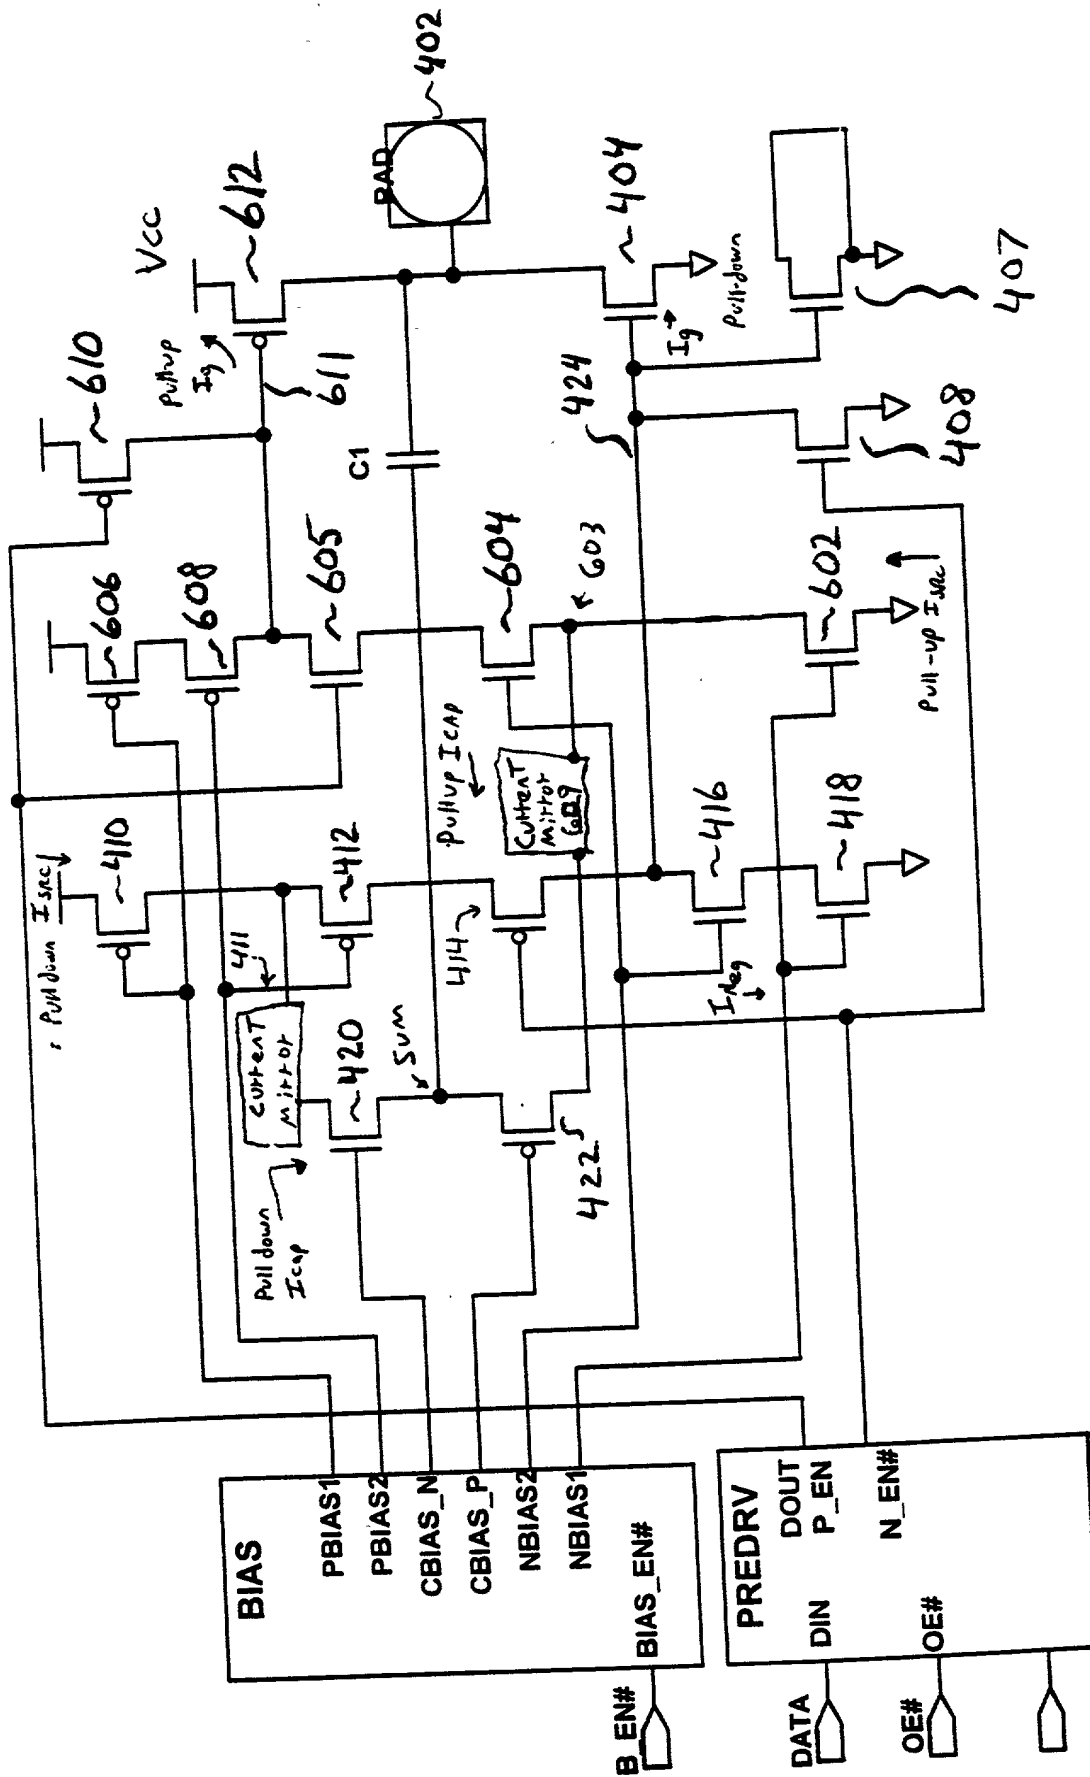 BIAS
PBIAS1
PBIAS2
CBIAS_N
CBIAS_P
NBIAS2
NBIAS1
BIAS_EN#
B_EN#
PREDRV
DIN
DOUT
P_EN
N_EN#
OE#
DATA
OE#
Pull down Isrc
~410
411
~412
414
~416
~418
Ireg
Current
mirror
Pull down
Icap
~420
Sum
422
~606
~608
~605
~604
603
~602
Pull-up Isrc
Pullup ICAP
Current
mirror
609
~610
Pull-up
Ig
611
Vcc
~612
C1
PAD
~402
424
Ig
~404
Pull-down
407
408